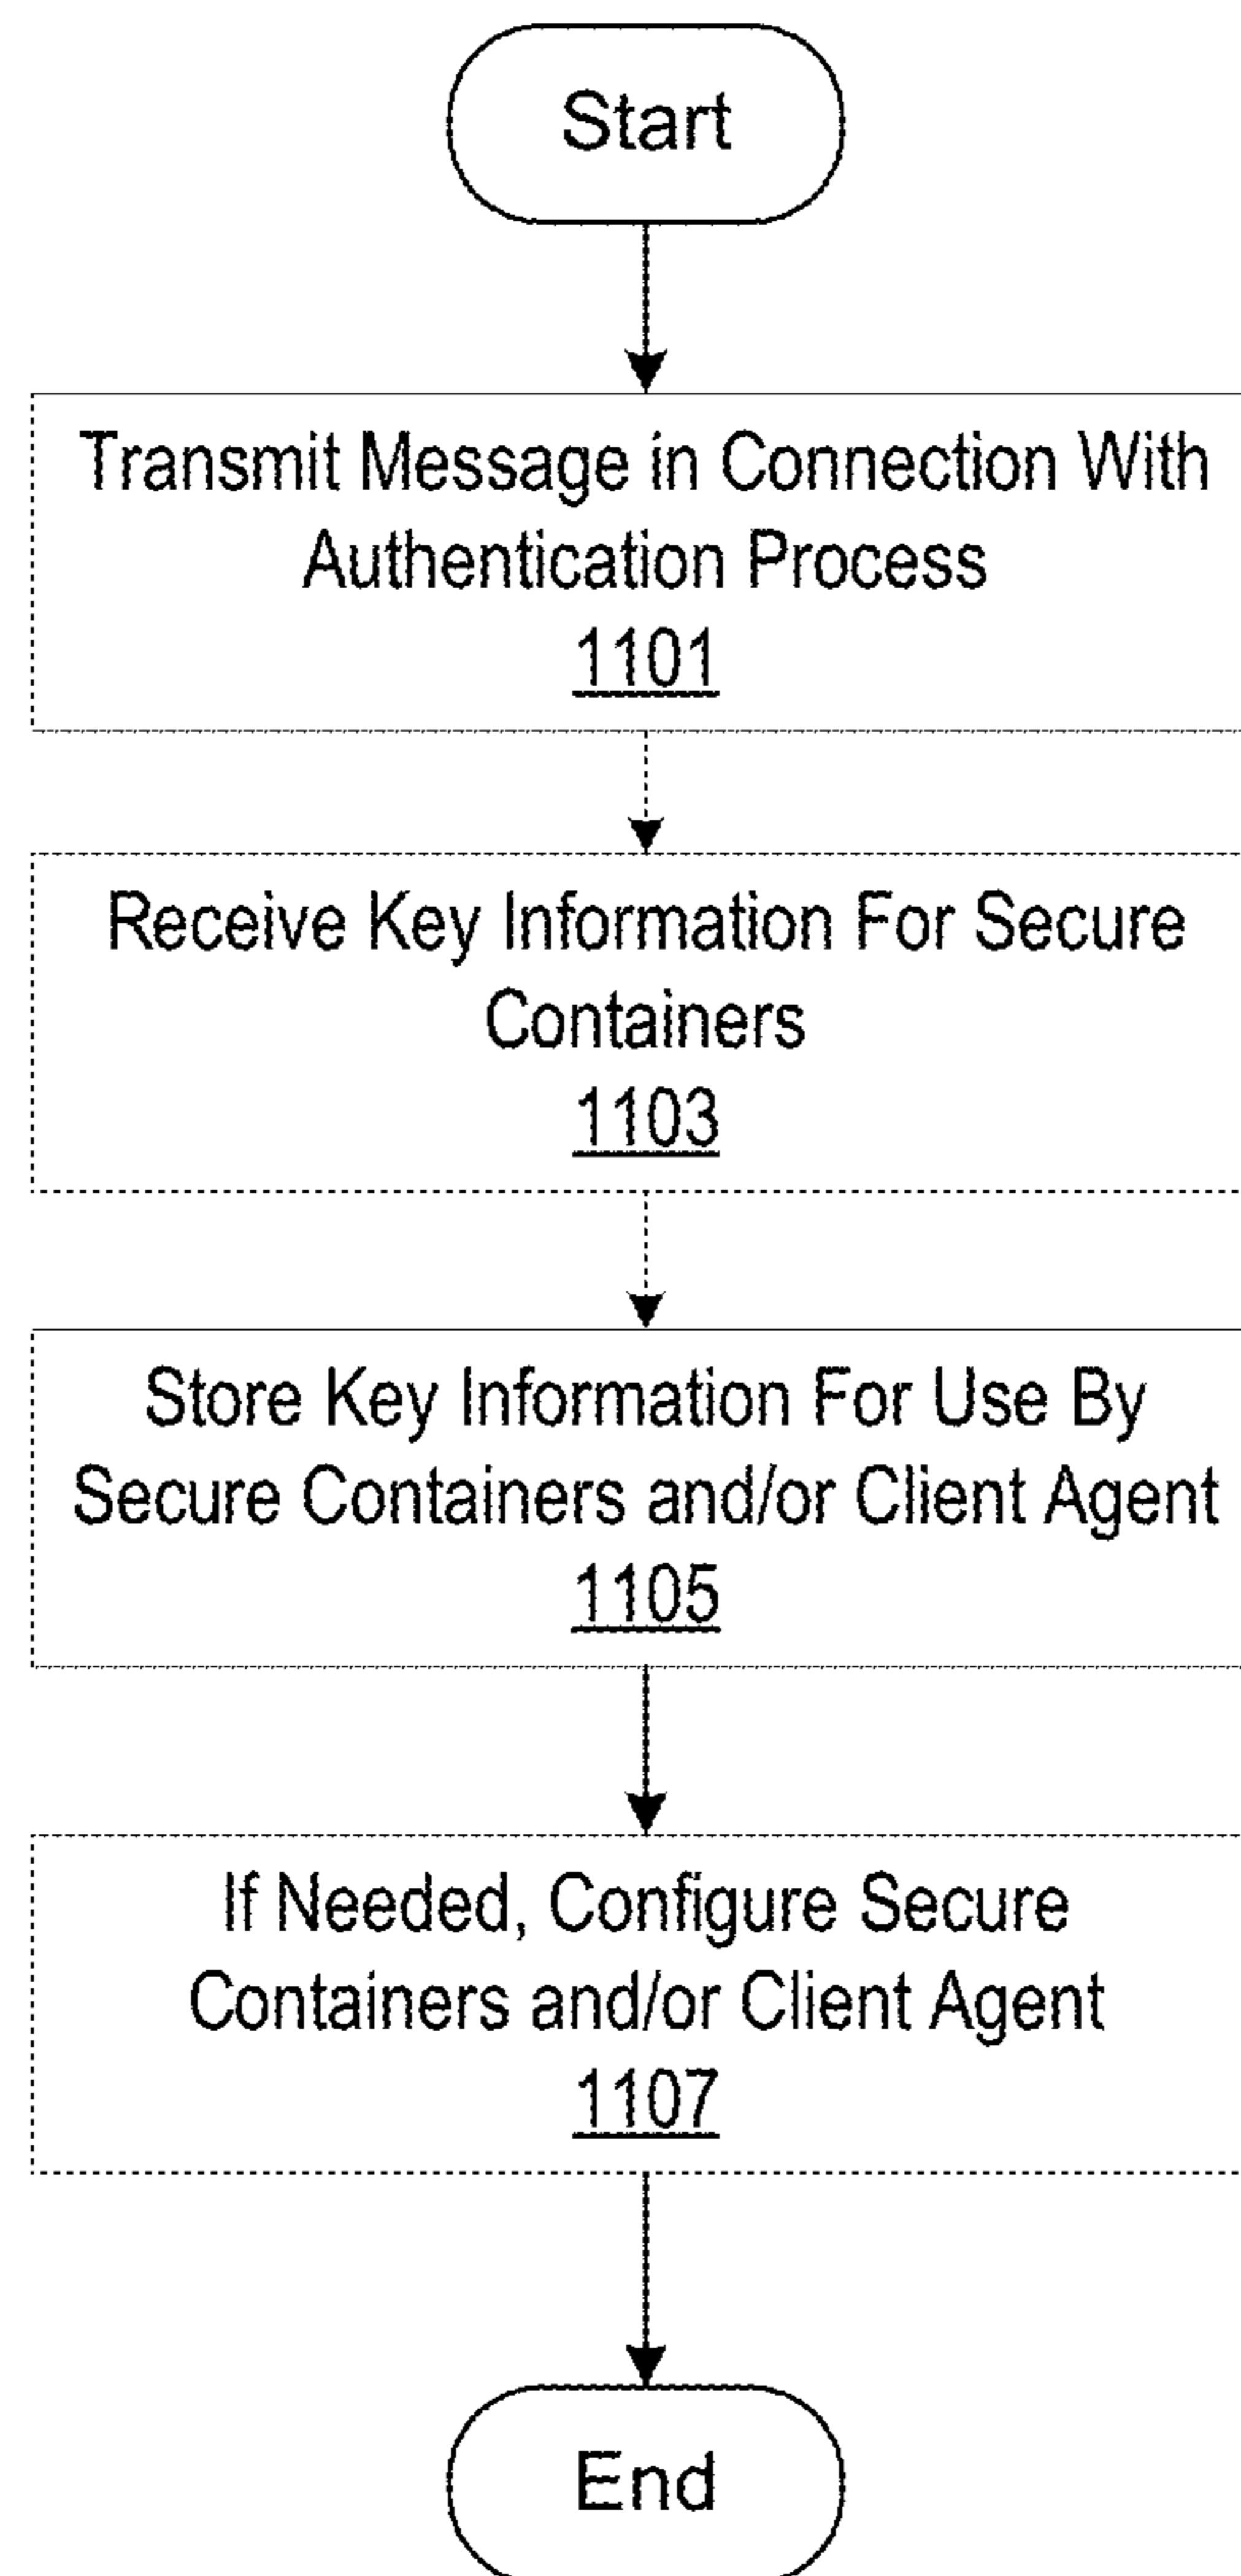 Start
Transmit Message in Connection With
Authentication Process
1101
Receive Key Information For Secure
Containers
1103
Store Key Information For Use By
Secure Containers and/or Client Agent
1105
If Needed, Configure Secure
Containers and/or Client Agent
1107
End